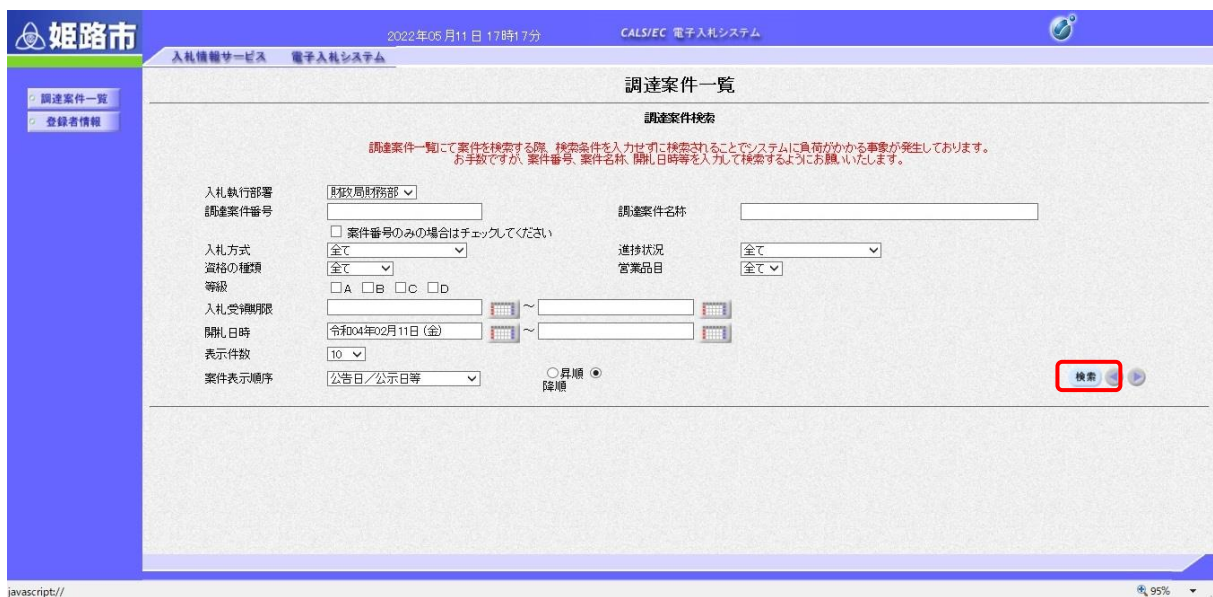 姫路市
2022年05月11日 17時17分
CALS/EC 電子入札システム
入札情報サービス 電子入札システム
調達案件一覧
登録者情報
調達案件一覧
調達案件検索
調達案件一覧にて案件を検索する際、検索条件を入力せずに検索されることでシステムに負荷がかかる事象が発生しております。
お手数ですが、案件番号、案件名称、開札日時等を入力して検索するようにお願いいたします。
入札執行部署 財政局財務部
調達案件番号 調達案件名称
案件番号のみの場合はチェックしてください
入札方式 全て 進捗状況 全て
資格の種類 全て 営業品目 全て
等級 A B C D
入札受領期限 ~
開札日時 令和04年02月11日(金) ~
表示件数 10
案件表示順序 公告日/公示日等 昇順
降順
検索
javascript://
95%